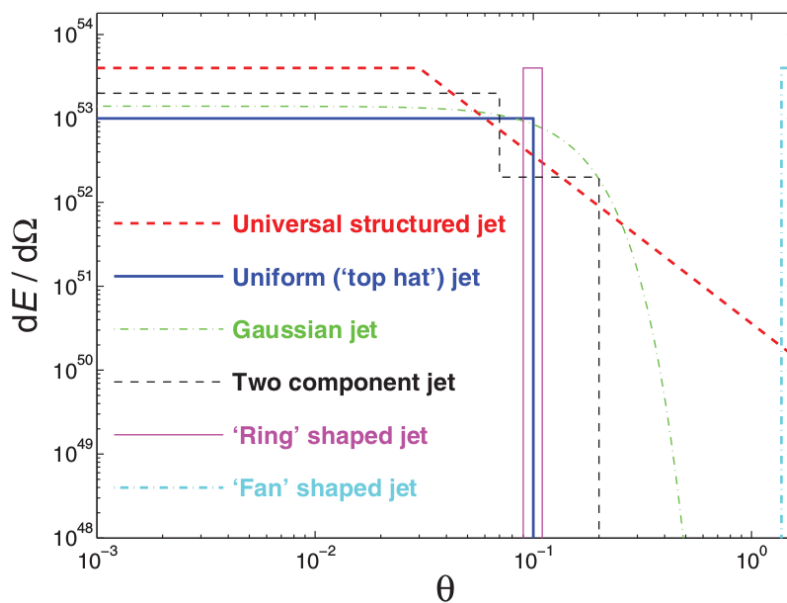 10^54
10^53
10^52
10^51
10^50
10^49
10^48
dE / dΩ
Universal structured jet
Uniform (‘top hat’) jet
Gaussian jet
Two component jet
‘Ring’ shaped jet
‘Fan’ shaped jet
10^−3 10^−2 10^−1 10^0
θ